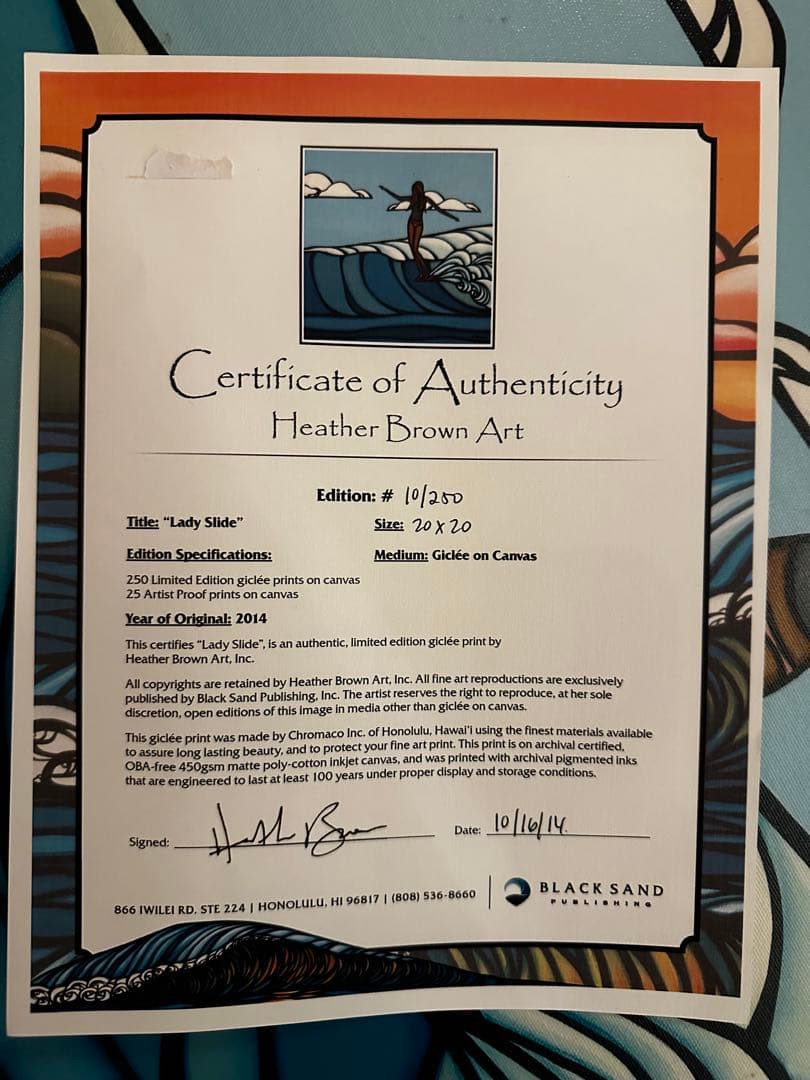 Certificate of Authenticity
Heather Brown Art
Edition: # 10/250
Title: "Lady Slide"
Size: 20 x 20
Edition Specifications:
Medium: Giclée on Canvas
250 Limited Edition giclée prints on canvas
25 Artist Proof prints on canvas
Year of Original: 2014
This certifies "Lady Slide", is an authentic, limited edition giclée print by
Heather Brown Art, Inc.
All copyrights are retained by Heather Brown Art, Inc. All fine art reproductions are exclusively
published by Black Sand Publishing, Inc. The artist reserves the right to reproduce, at her sole
discretion, open editions of this image in media other than giclée on canvas.
This giclée print was made by Chromaco Inc. of Honolulu, Hawai'i using the finest materials available
to assure long lasting beauty, and to protect your fine art print. This print is on archival certified,
OBA-free 450gsm matte poly-cotton inkjet canvas, and was printed with archival pigmented inks
that are engineered to last at least 100 years under proper display and storage conditions.
Signed: Heather Brown
Date: 10/16/14.
866 IWILEI RD. STE 224 | HONOLULU, HI 96817 | (808) 536-8660
BLACK SAND
PUBLISHING